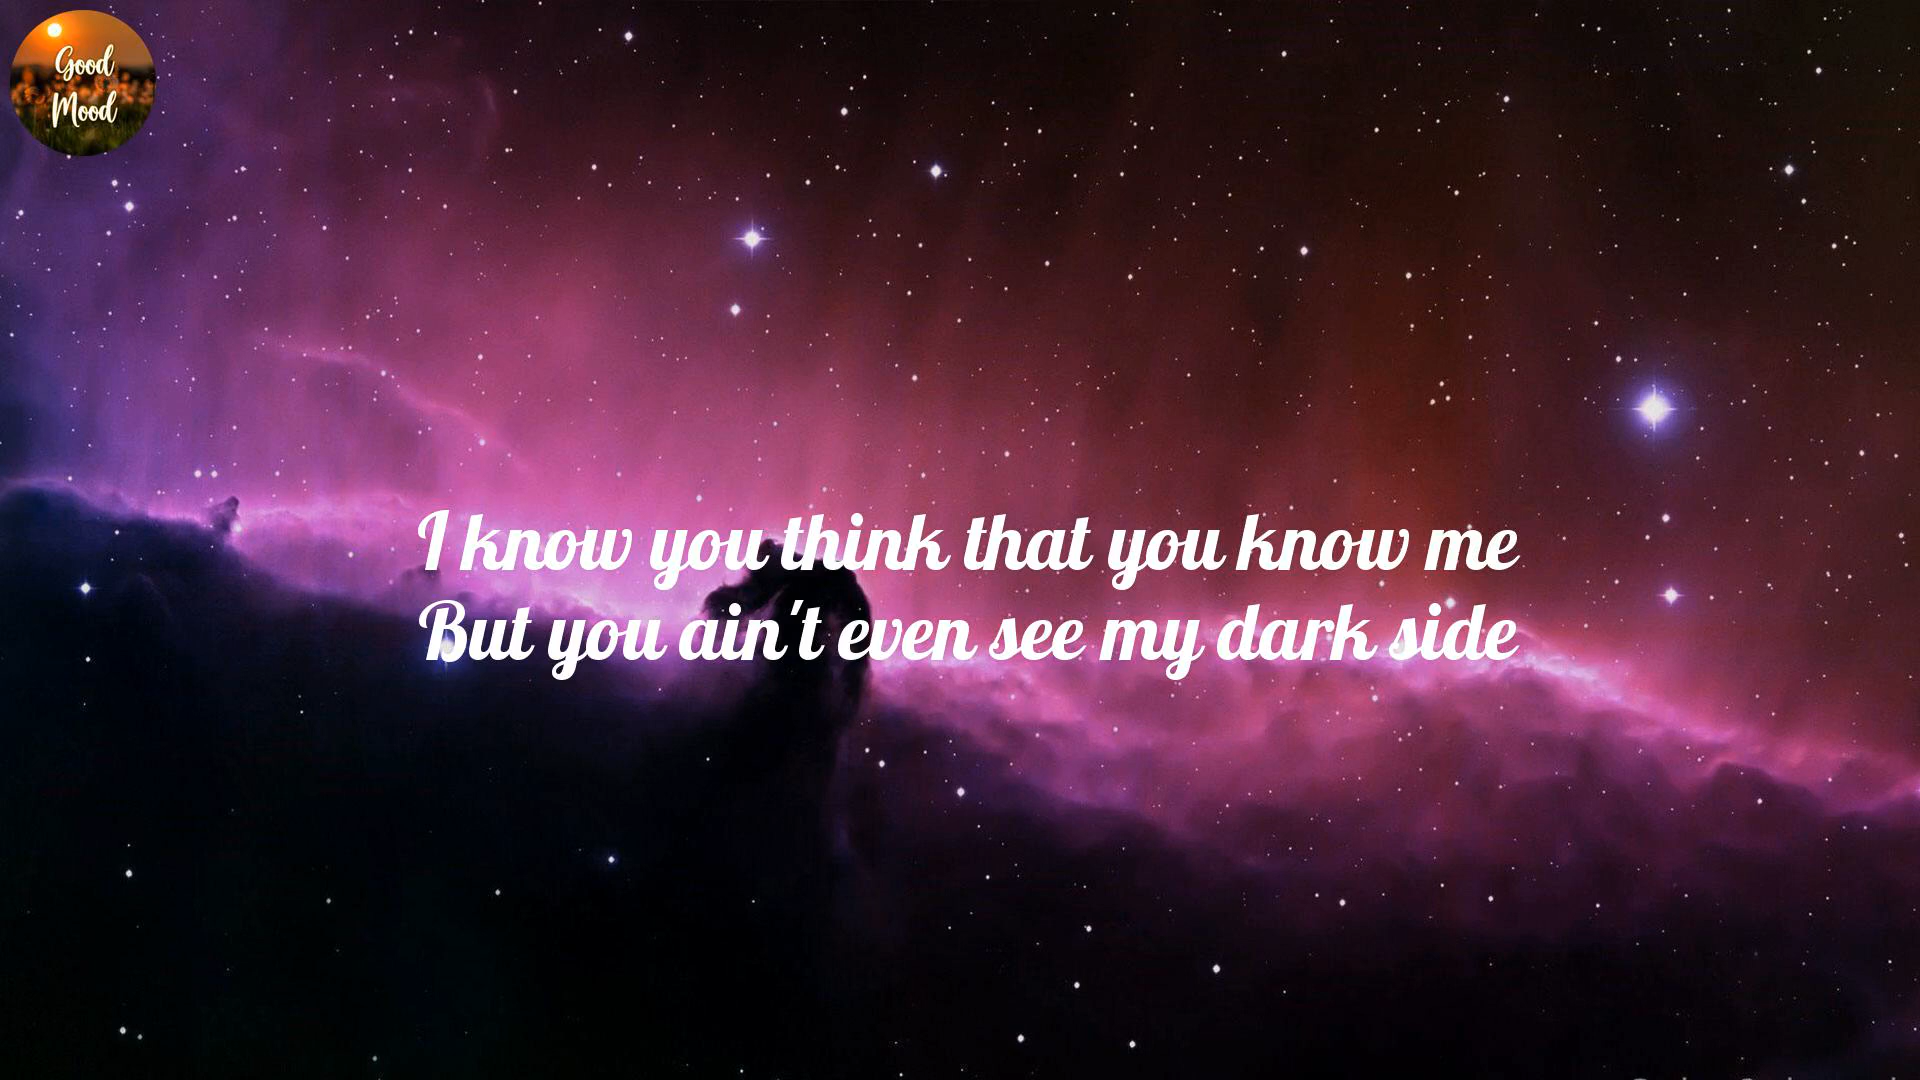 Good
Mood
I know you think that you know me
But you ain't even see my dark side